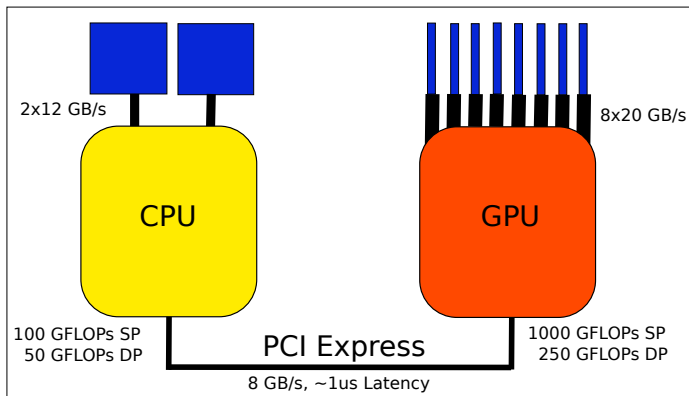 2x12 GB/s
8x20 GB/s
CPU
GPU
100 GFLOPs SP
50 GFLOPs DP
PCI Express
1000 GFLOPs SP
250 GFLOPs DP
8 GB/s, ~1us Latency